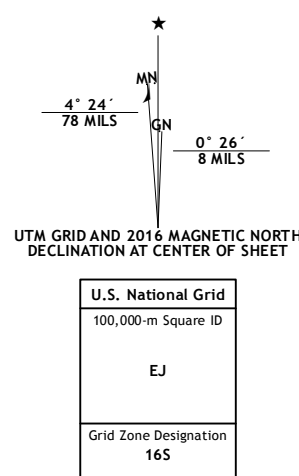 ★
MN
4° 24´
78 MILS
GN
0° 26´
8 MILS
UTM GRID AND 2016 MAGNETIC NORTH
DECLINATION AT CENTER OF SHEET
U.S. National Grid
100,000-m Square ID
EJ
Grid Zone Designation
16S